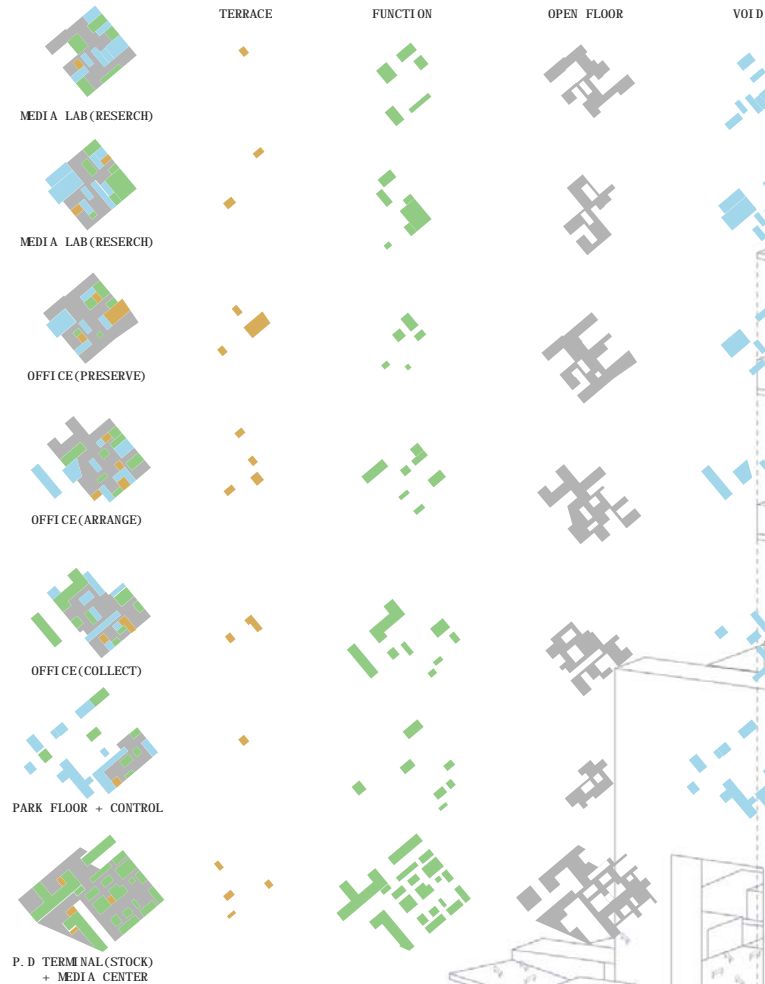 TERRACE FUNCTION OPEN FLOOR VOID
MEDIA LAB(RESERCH)
MEDIA LAB(RESERCH)
OFFICE(PRESERVE)
OFFICE(ARRANGE)
OFFICE(COLLECT)
PARK FLOOR + CONTROL
P.D TERMINAL(STOCK)
+ MEDIA CENTER